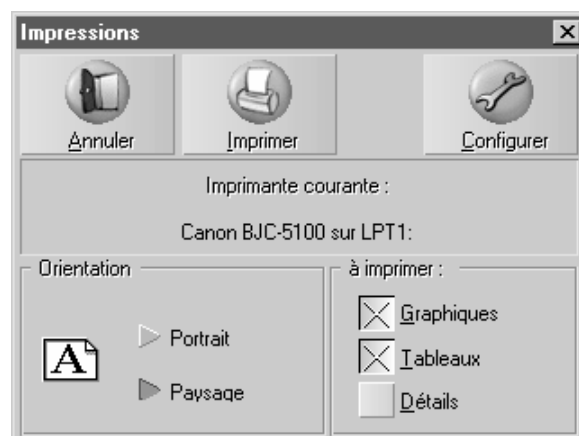 Impressions
Annuler
Imprimer
Configurer
Imprimante courante :
Canon BJC-5100 sur LPT1:
Orientation
à imprimer :
A
Portrait
Paysage
Graphiques
Tableaux
Détails